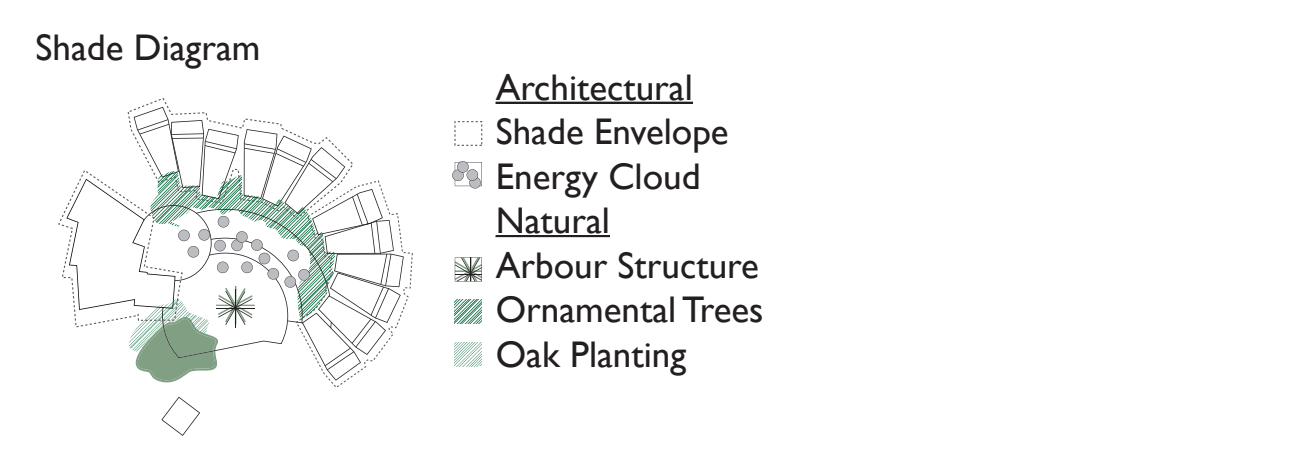 Shade Diagram
Architectural
Shade Envelope
Energy Cloud
Natural
Arbour Structure
Ornamental Trees
Oak Planting